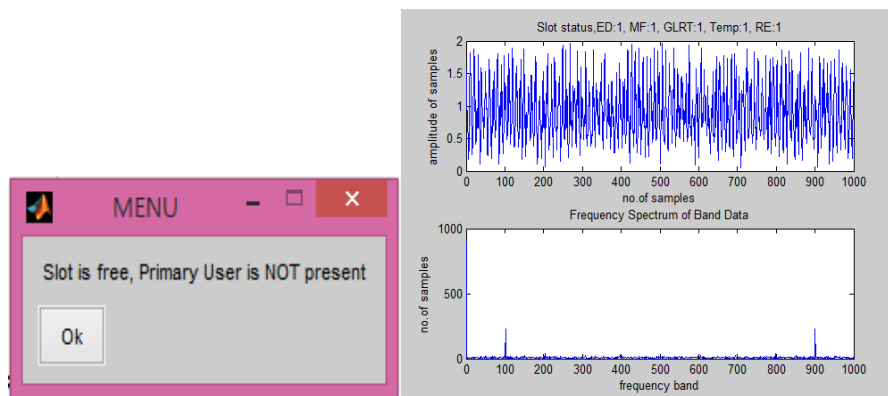 MENU
Slot is free, Primary User is NOT present
Ok
Slot status,ED:1, MF:1, GLRT:1, Temp:1, RE:1
amplitude of samples
2
1.5
1
0.5
0
0 100 200 300 400 500 600 700 800 900 1000
no.of samples
Frequency Spectrum of Band Data
no.of samples
1000
500
0
0 100 200 300 400 500 600 700 800 900 1000
frequency band